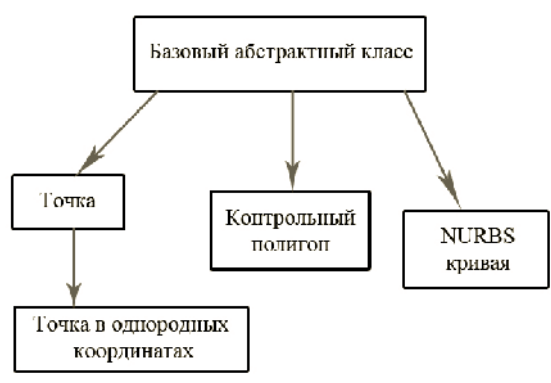 Базовый абстрактный класс
Точка
Контрольный
полигон
NURBS
кривая
Точка в однородных
координатах